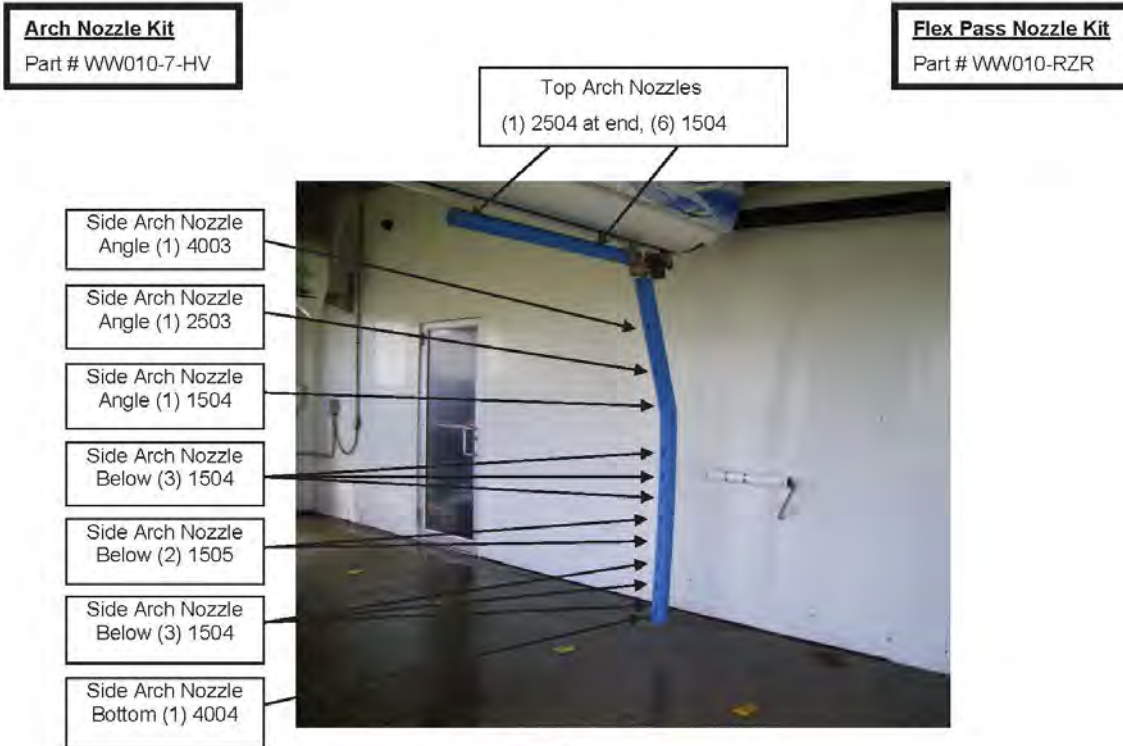 Arch Nozzle Kit
Part # WW010-7-HV
Flex Pass Nozzle Kit
Part # WW010-RZR
Top Arch Nozzles
(1) 2504 at end, (6) 1504
Side Arch Nozzle
Angle (1) 4003
Side Arch Nozzle
Angle (1) 2503
Side Arch Nozzle
Angle (1) 1504
Side Arch Nozzle
Below (3) 1504
Side Arch Nozzle
Below (2) 1505
Side Arch Nozzle
Below (3) 1504
Side Arch Nozzle
Bottom (1) 4004